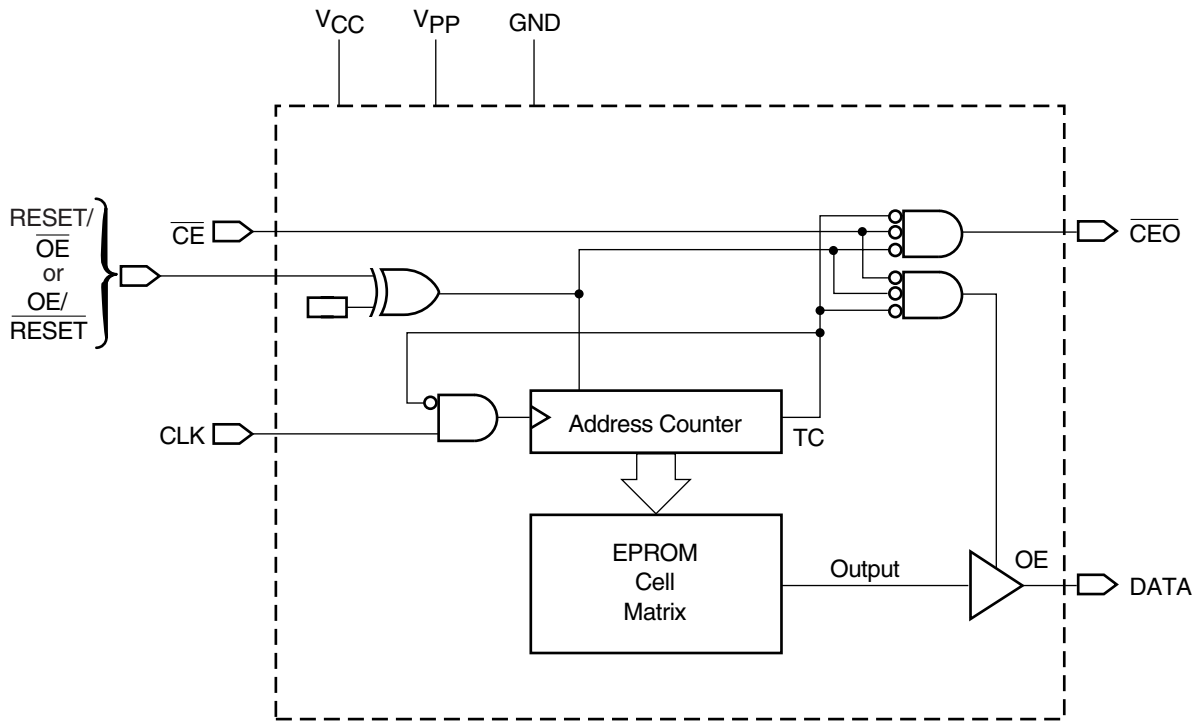 VCC VPP GND
RESET/
OE
or
OE/
RESET
CE
CEO
CLK
Address Counter
TC
EPROM
Cell
Matrix
Output
OE
DATA